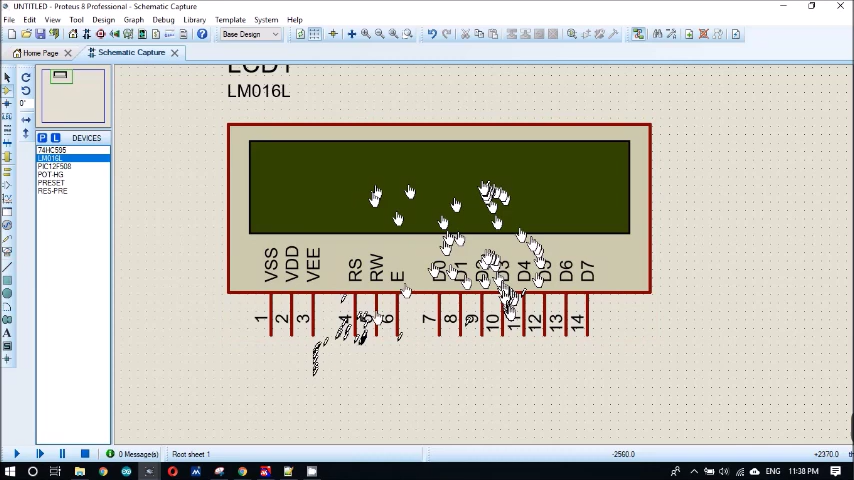 UNTITLED - Proteus 8 Professional - Schematic Capture
File Edit View Tool Design Graph Debug Library Template System Help
Base Design
Home Page
Schematic Capture
LCD1
LM016L
0°
P L DEVICES
74HC595
LM016L
PIC12F508
POT-HG
PRESET
RES-PRE
VSS VDD VEE RS RW E D0 D1 D2 D3 D4 D5 D6 D7
1 2 3 4 5 6 7 8 9 10 11 12 13 14
0 Message(s)
Root sheet 1
-2560.0
+2370.0
th
ENG
11:38 PM